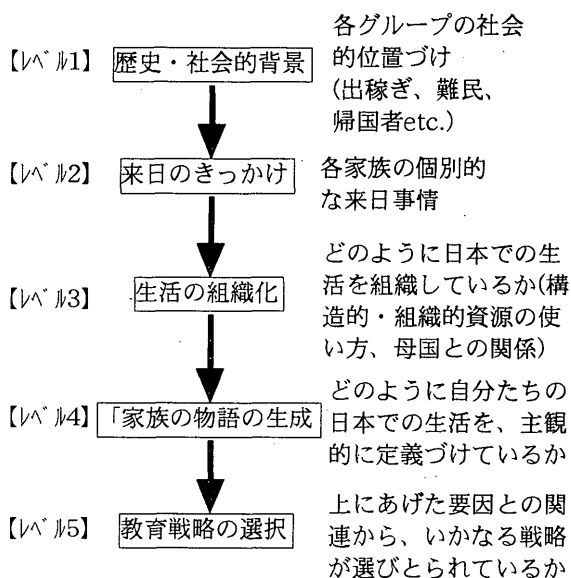 各グループの社会
【レベル1】 歴史・社会的背景 的位置づけ
(出稼ぎ、難民、
帰国者etc.)
【レベル2】 来日のきっかけ 各家族の個別的
な来日事情
どのように日本での生
活を組織しているか(構
【レベル3】 生活の組織化 造的・組織的資源の使
い方、母国との関係)
どのように自分たちの
【レベル4】 「家族の物語の生成 日本での生活を、主観
的に定義づけているか
上にあげた要因との関
【レベル5】 教育戦略の選択 連から、いかなる戦略
が選びとられているか